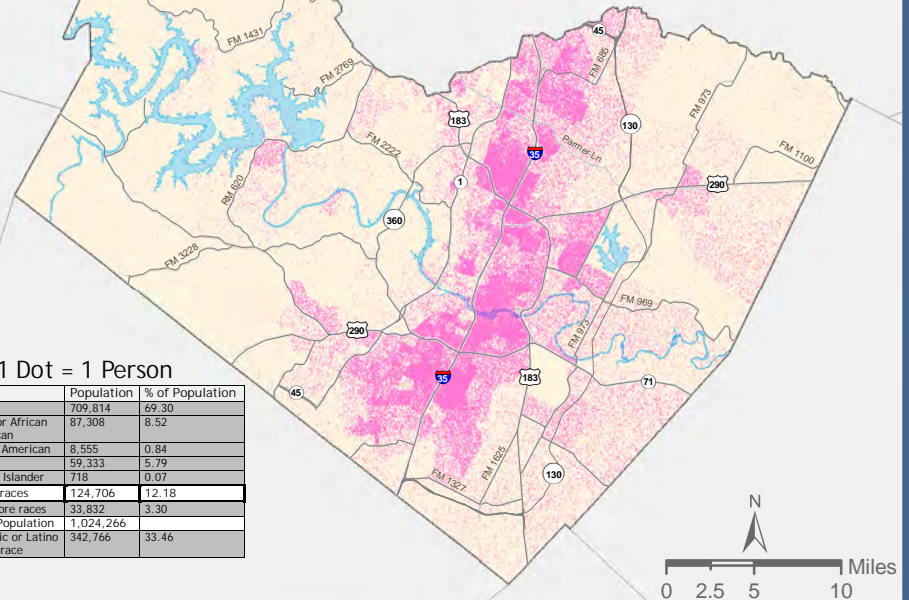 45
FM 1431
FM 685
FM 2769
FM 973
183
130
FM 2222
35
Parmer Ln
FM 1100
1
290
RM 620
360
FM 3228
FM 969
290
FM 973
1 Dot = 1 Person
35
183
71
45
Population % of Population
709,814 69.30
or African 87,308 8.52
can
American 8,555 0.84
59,333 5.79
Islander 718 0.07
races 124,706 12.18
ore races 33,832 3.30
Population 1,024,266
ic or Latino 342,766 33.46
race
FM 1327
FM 1625
130
N
Miles
0 2.5 5 10